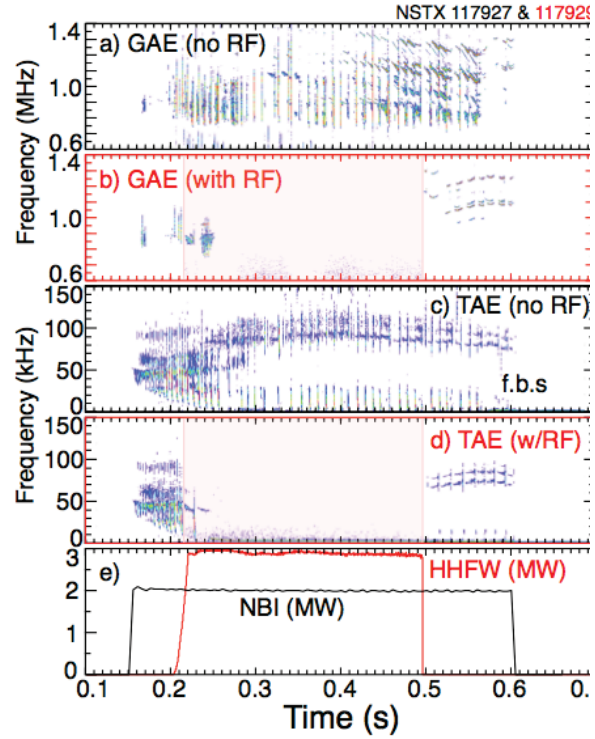 NSTX 117927 & 117929
a) GAE (no RF)
1.4
1.0
0.6
Frequency (MHz)
b) GAE (with RF)
1.4
1.0
0.6
c) TAE (no RF)
150
100
50
0
f.b.s
Frequency (kHz)
d) TAE (w/RF)
150
100
50
0
e)
3
2
1
0
HHFW (MW)
NBI (MW)
0.1 0.2 0.3 0.4 0.5 0.6 0.
Time (s)